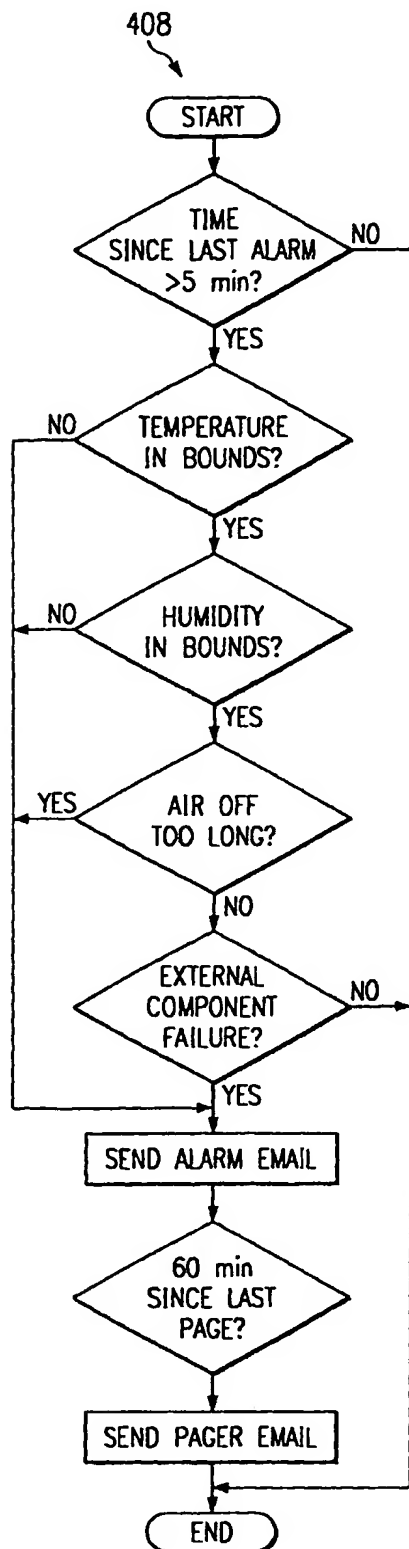 408
START
TIME
SINCE LAST ALARM
>5 min?
NO
YES
NO
TEMPERATURE
IN BOUNDS?
YES
NO
HUMIDITY
IN BOUNDS?
YES
YES
AIR OFF
TOO LONG?
NO
EXTERNAL
COMPONENT
FAILURE?
NO
YES
SEND ALARM EMAIL
60 min
SINCE LAST
PAGE?
SEND PAGER EMAIL
END